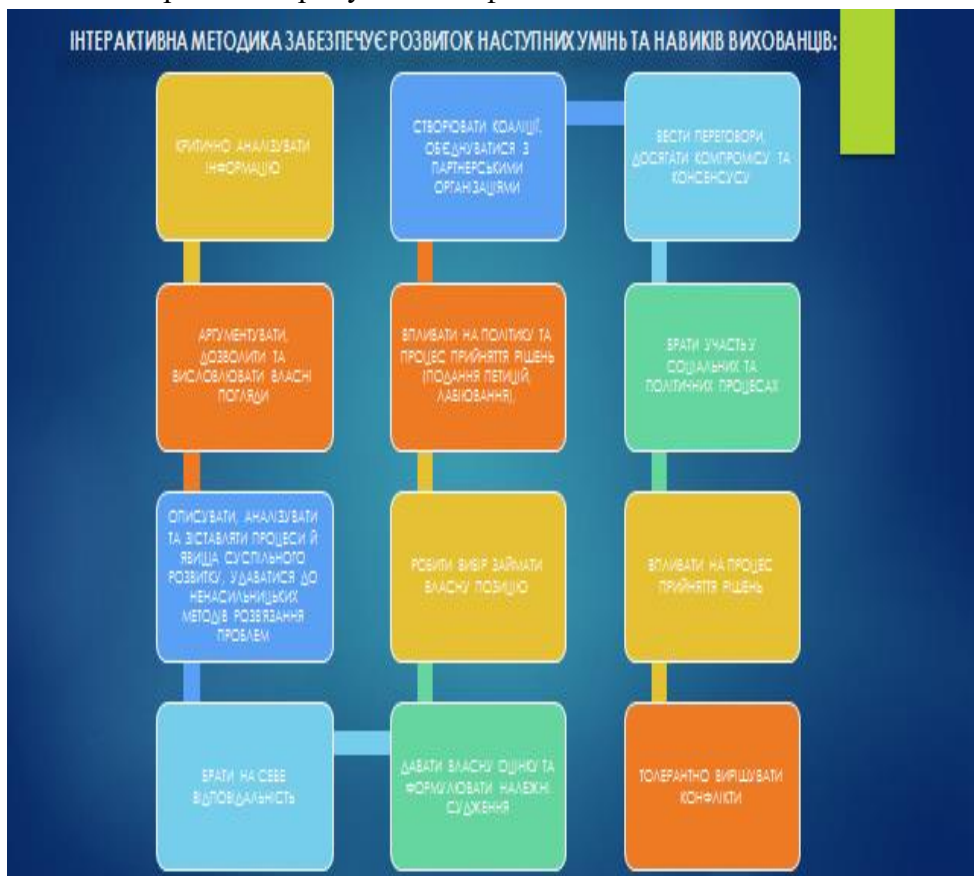 ІНТЕРАКТИВНА МЕТОДИКА ЗАБЕЗПЕЧУЄ РОЗВИТОК НАСТУПНИХ УМІНЬ ТА НАВИКІВ ВИХОВАНЦІВ:
КРИТИЧНО АНАЛІЗУВАТИ
ІНФОРМАЦІЮ
АРГУМЕНТУВАТИ,
ДОЗВОЛИТИ ТА
ВИСЛОВЛЮВАТИ ВЛАСНІ
ПОГЛЯДИ
ОПИСУВАТИ, АНАЛІЗУВАТИ
ТА ЗІСТАВЛЯТИ ПРОЦЕСИ Й
ЯВИЩА СУСПІЛЬНОГО
РОЗВИТКУ, УДАВАТИСЯ ДО
НЕНАСИЛЬНИЦЬКИХ
МЕТОДІВ РОЗВ'ЯЗАННЯ
ПРОБЛЕМ
БРАТИ НА СЕБЕ
ВІДПОВІДАЛЬНІСТЬ
ДАВАТИ ВЛАСНУ ОЦІНКУ ТА
ФОРМУЛЮВАТИ НАЛЕЖНІ
СУДЖЕННЯ
РОБИТИ ВИБІР ЗАЙМАТИ
ВЛАСНУ ПОЗИЦІЮ
ВПЛИВАТИ НА ПОЛІТИКУ ТА
ПРОЦЕС ПРИЙНЯТТЯ РІШЕНЬ
(ПОДАННЯ ПЕТИЦІЙ,
ЛАБІЮВАННЯ),
СТВОРЮВАТИ КОАЛІЦІЇ,
ОБ'ЄДНУВАТИСЯ З
ПАРТНЕРСЬКИМИ
ОРГАНІЗАЦІЯМИ
ВЕСТИ ПЕРЕГОВОРИ,
ДОСЯГАТИ КОМПРОМІСУ ТА
КОНСЕНСУСУ
БРАТИ УЧАСТЬ У
СОЦІАЛЬНИХ ТА
ПОЛІТИЧНИХ ПРОЦЕСАХ
ВПЛИВАТИ НА ПРОЦЕС
ПРИЙНЯТТЯ РІШЕНЬ
ТОЛЕРАНТНО ВИРІШУВАТИ
КОНФЛІКТИ